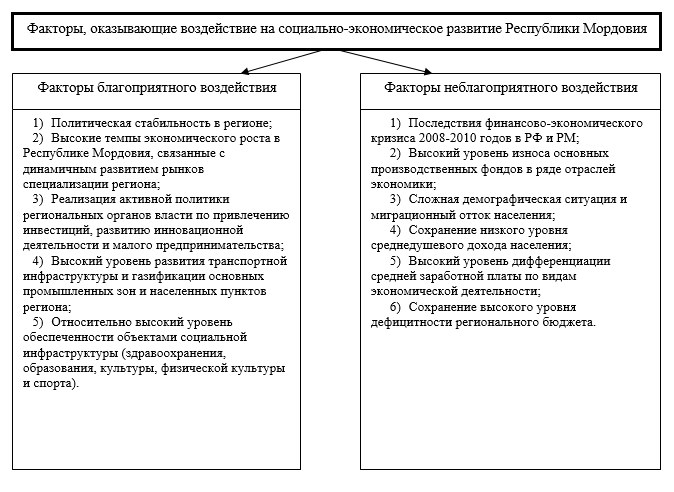 Факторы, оказывающие воздействие на социально-экономическое развитие Республики Мордовия
Факторы благоприятного воздействия
1) Политическая стабильность в регионе;
2) Высокие темпы экономического роста в
Республике Мордовия, связанные с
динамичным развитием рынков
специализации региона;
3) Реализация активной политики
региональных органов власти по привлечению
инвестиций, развитию инновационной
деятельности и малого предпринимательства;
4) Высокий уровень развития транспортной
инфраструктуры и газификации основных
промышленных зон и населенных пунктов
региона;
5) Относительно высокий уровень
обеспеченности объектами социальной
инфраструктуры (здравоохранения,
образования, культуры, физической культуры
и спорта).
Факторы неблагоприятного воздействия
1) Последствия финансово-экономического
кризиса 2008-2010 годов в РФ и РМ;
2) Высокий уровень износа основных
производственных фондов в ряде отраслей
экономики;
3) Сложная демографическая ситуация и
миграционный отток населения;
4) Сохранение низкого уровня
среднедушевого дохода населения;
5) Высокий уровень дифференциации
средней заработной платы по видам
экономической деятельности;
6) Сохранение высокого уровня
дефицитности регионального бюджета.